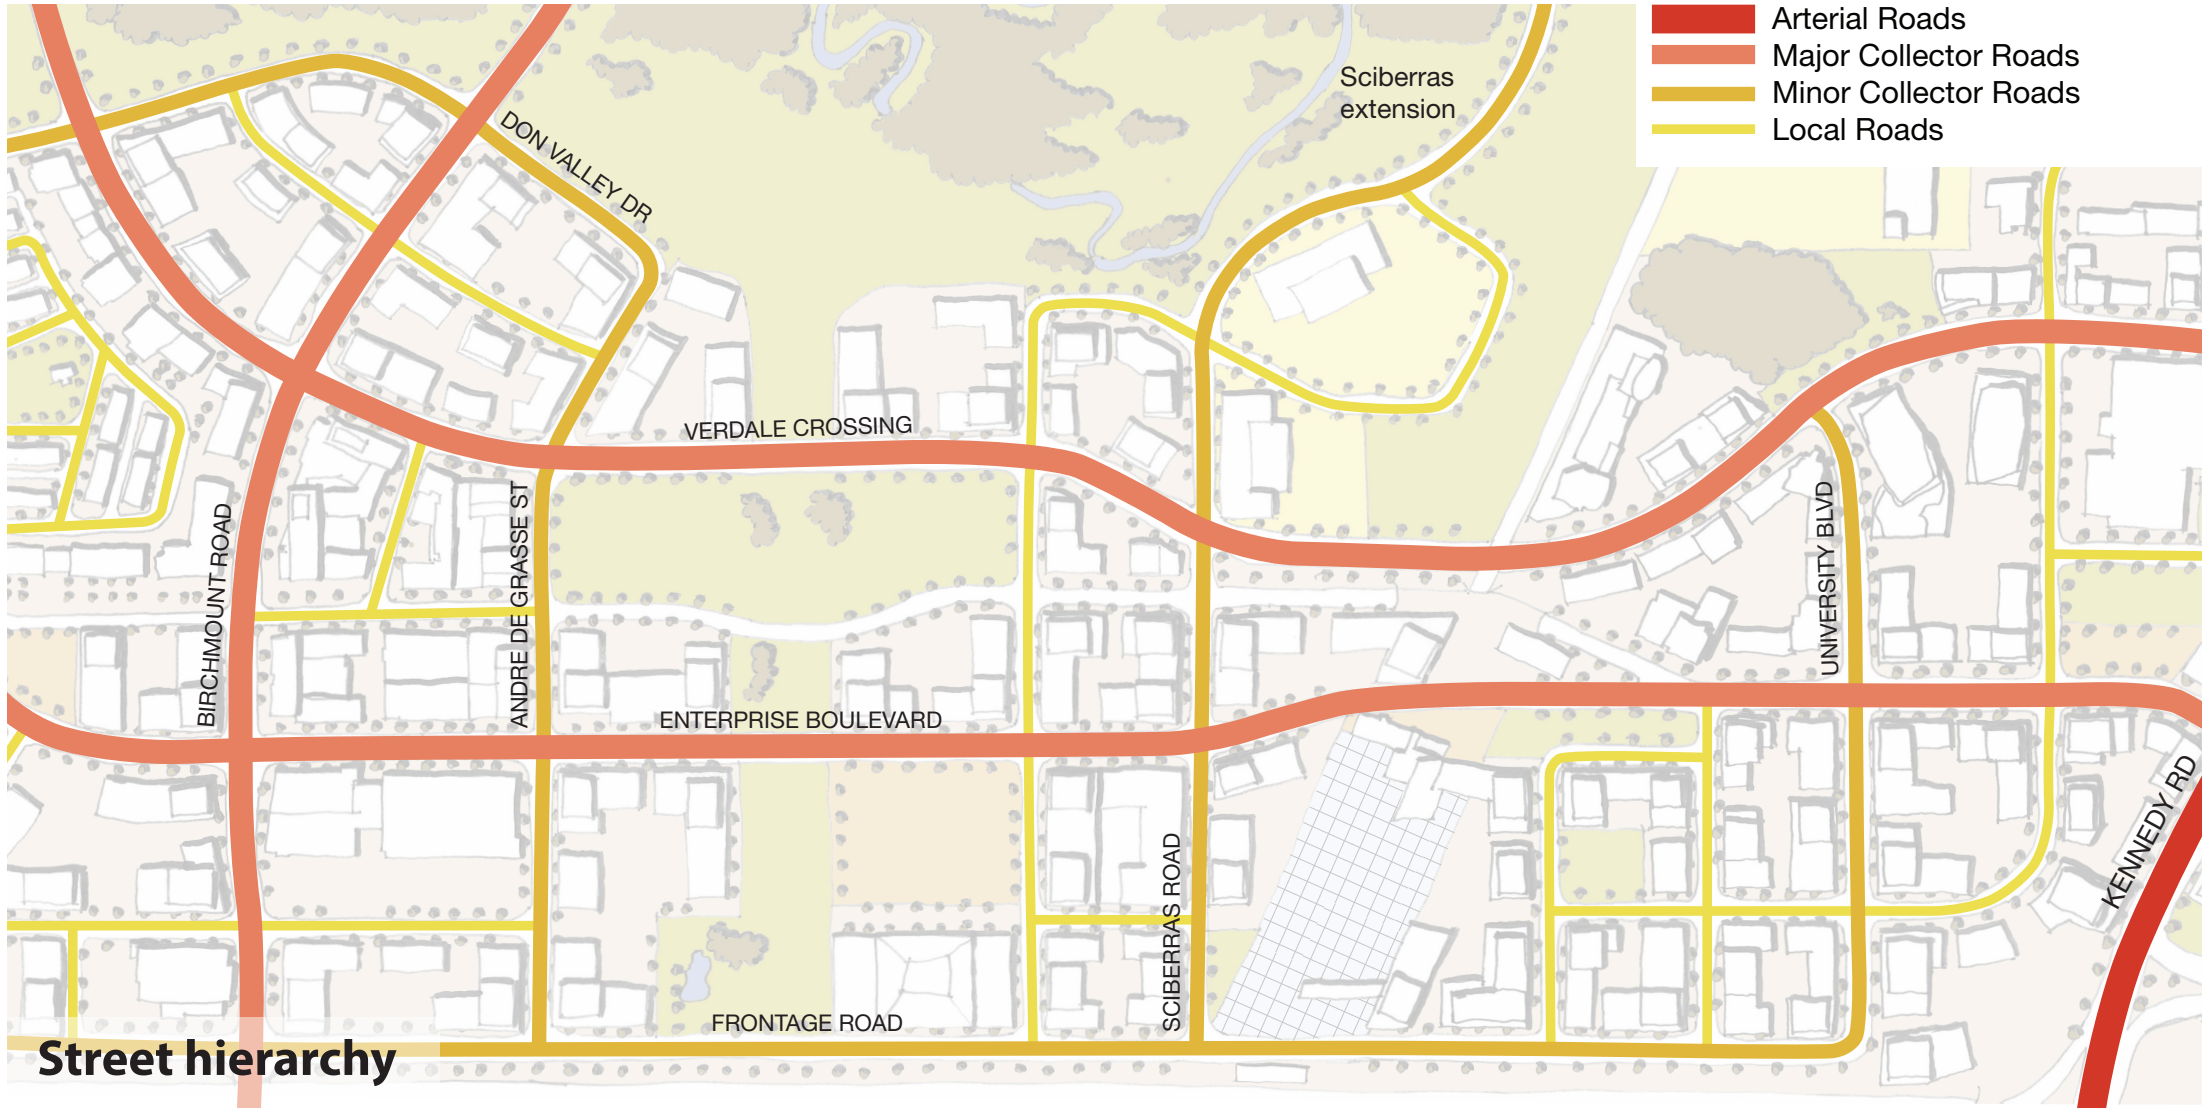 Arterial Roads
Major Collector Roads
Minor Collector Roads
Local Roads
Sciberras
extension
DON VALLEY DR
VERDALE CROSSING
BIRCHMOUNT ROAD
ANDRE DE GRASSE ST
UNIVERSITY BLVD
ENTERPRISE BOULEVARD
KENNEDY RD
SCIBERRAS ROAD
FRONTAGE ROAD
Street hierarchy